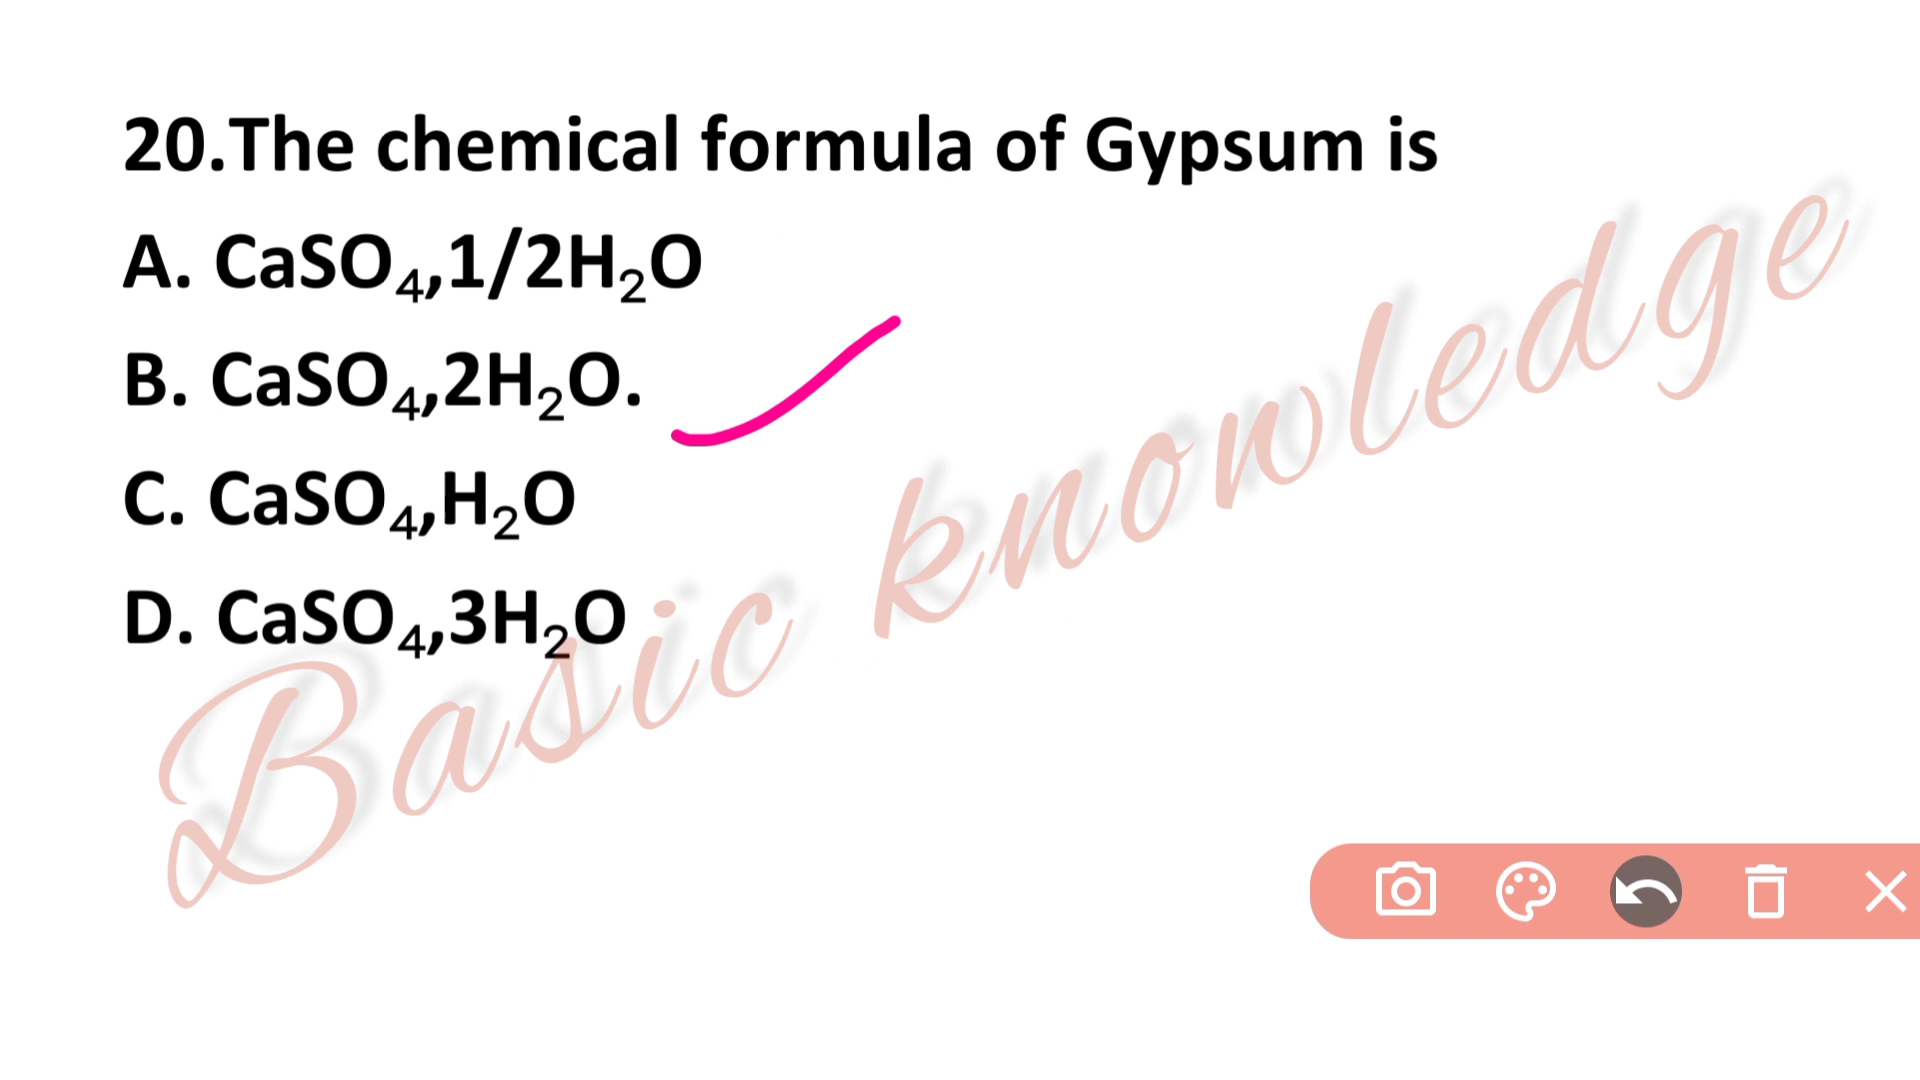 20.The chemical formula of Gypsum is
A. CaSO₄,1/2H₂O
B. CaSO₄,2H₂O.
C. CaSO₄,H₂O
D. CaSO₄,3H₂O
Basic knowledge